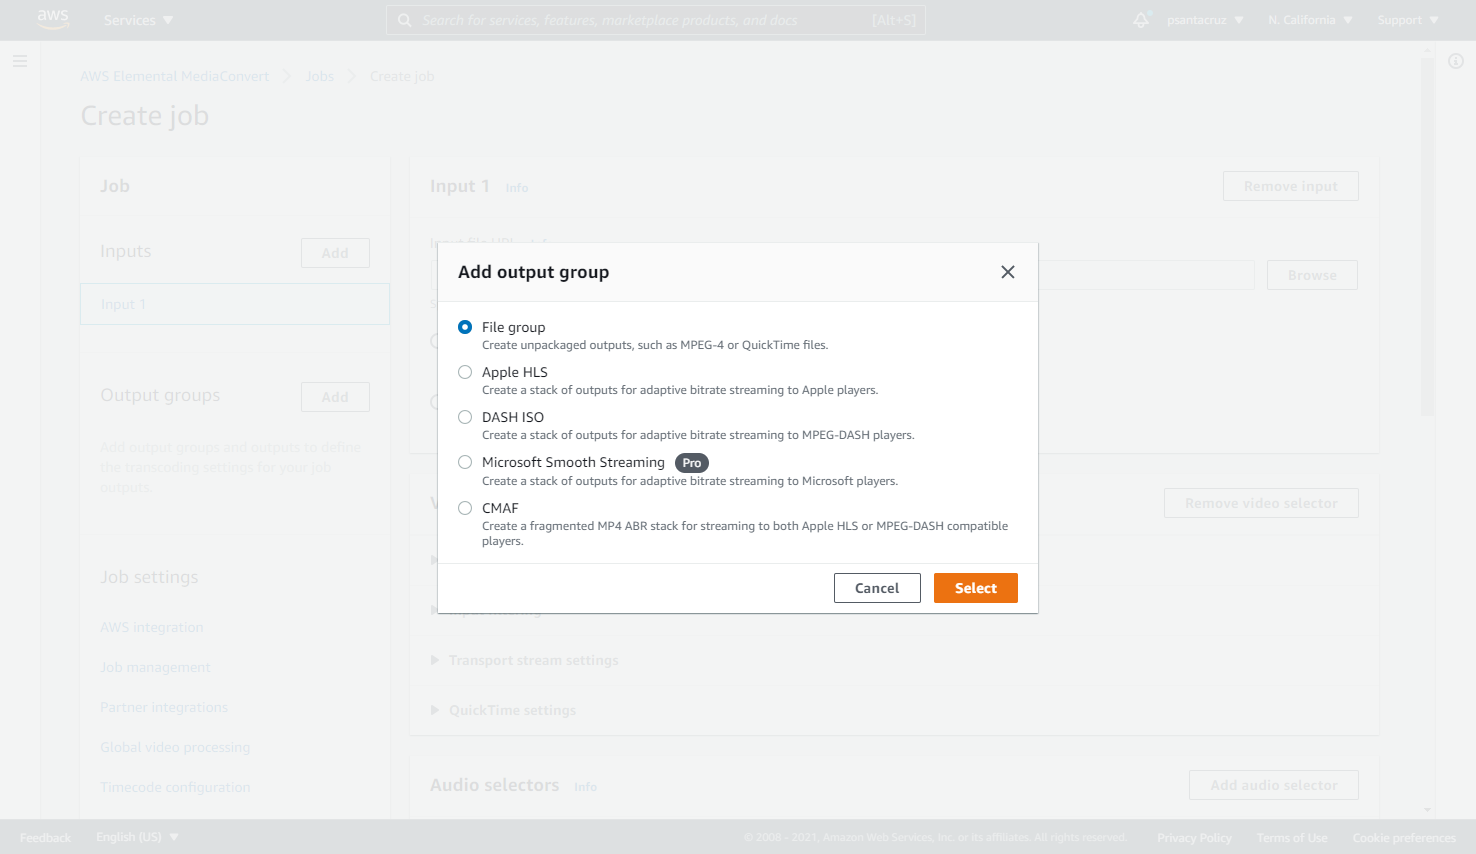 aws
Services
Search for services, features, marketplace products, and docs [Alt+S]
psantacruz
N. California
Support
AWS Elemental MediaConvert
Jobs
Create job
Create job
Job
Inputs
Add
Input 1
Output groups
Add
Add output groups and outputs to define
the transcoding settings for your job
outputs.
Job settings
AWS integration
Job management
Partner integrations
Global video processing
Timecode configuration
Input 1 Info
Remove input
Browse
Add output group
File group
Create unpackaged outputs, such as MPEG-4 or QuickTime files.
Apple HLS
Create a stack of outputs for adaptive bitrate streaming to Apple players.
DASH ISO
Create a stack of outputs for adaptive bitrate streaming to MPEG-DASH players.
Microsoft Smooth Streaming Pro
Create a stack of outputs for adaptive bitrate streaming to Microsoft players.
CMAF
Create a fragmented MP4 ABR stack for streaming to both Apple HLS or MPEG-DASH compatible
players.
Cancel
Select
Remove video selector
Transport stream settings
QuickTime settings
Audio selectors Info
Add audio selector
Feedback
English (US)
© 2008 - 2021, Amazon Web Services, Inc. or its affiliates. All rights reserved.
Privacy Policy
Terms of Use
Cookie preferences